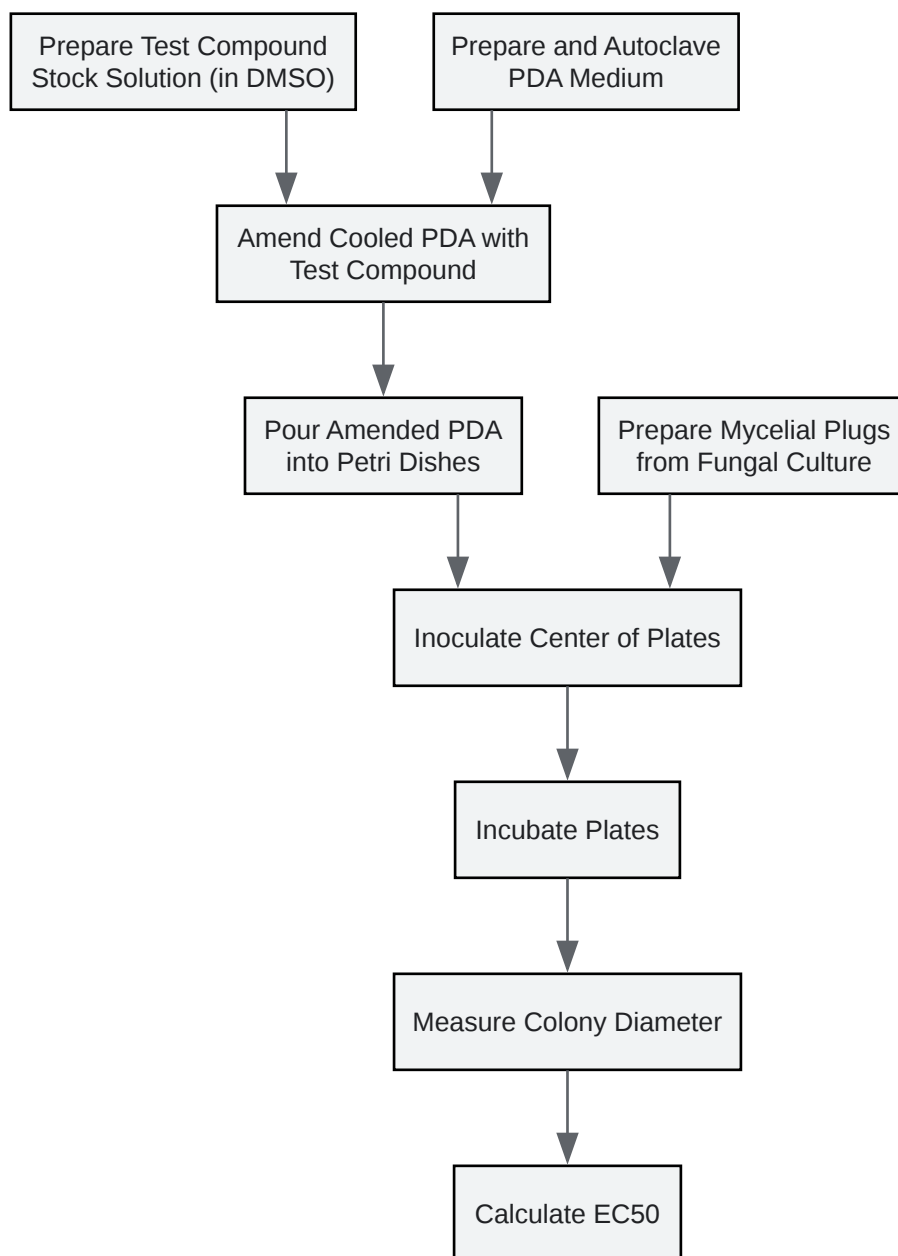 Prepare Test Compound
Stock Solution (in DMSO)
Prepare and Autoclave
PDA Medium
Amend Cooled PDA with
Test Compound
Pour Amended PDA
into Petri Dishes
Prepare Mycelial Plugs
from Fungal Culture
Inoculate Center of Plates
Incubate Plates
Measure Colony Diameter
Calculate EC50